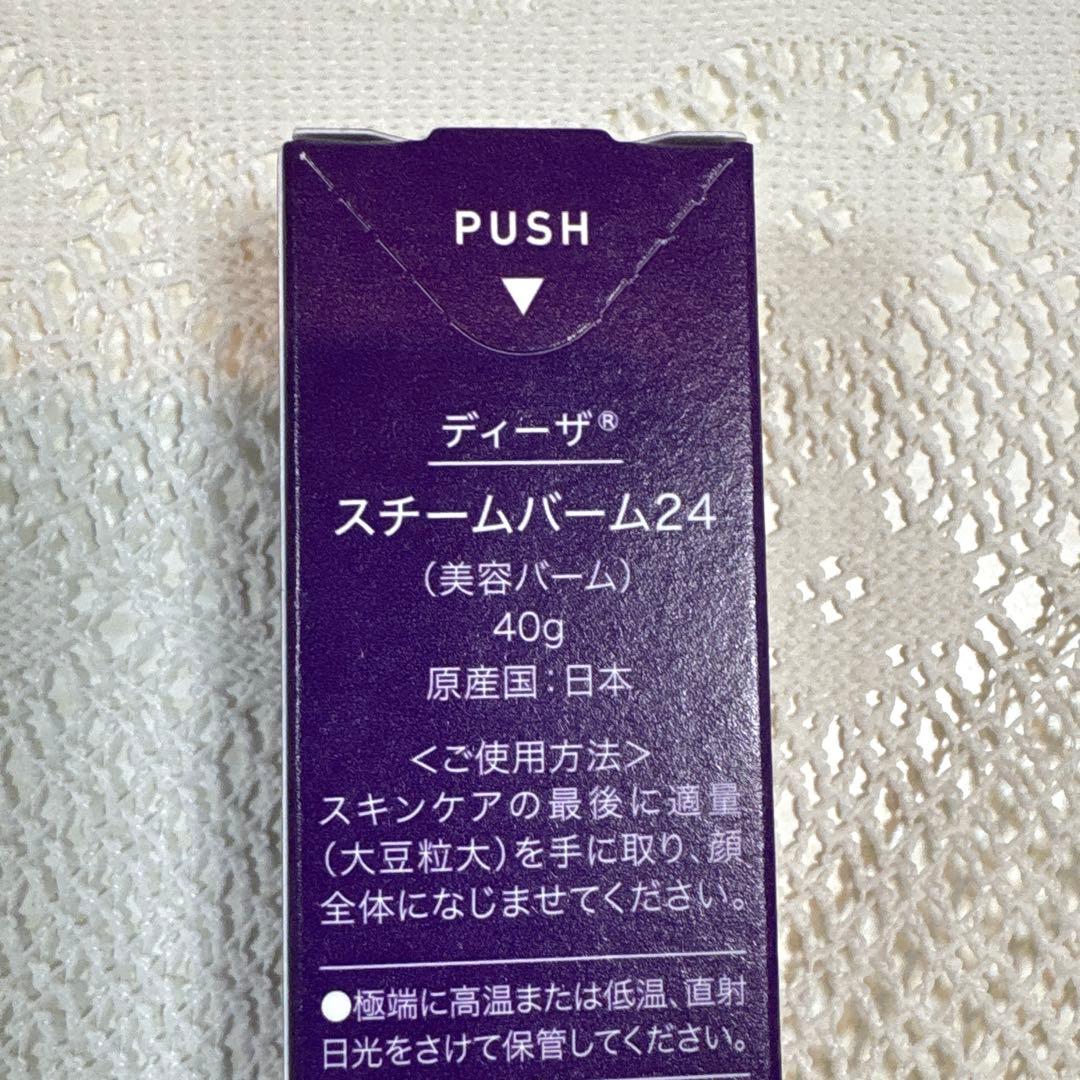 PUSH
ディーザ®
スチームバーム24
（美容バーム）
40g
原産国：日本
＜ご使用方法＞
スキンケアの最後に適量
（大豆粒大）を手に取り、顔
全体になじませてください。
●極端に高温または低温、直射
日光をさけて保管してください。